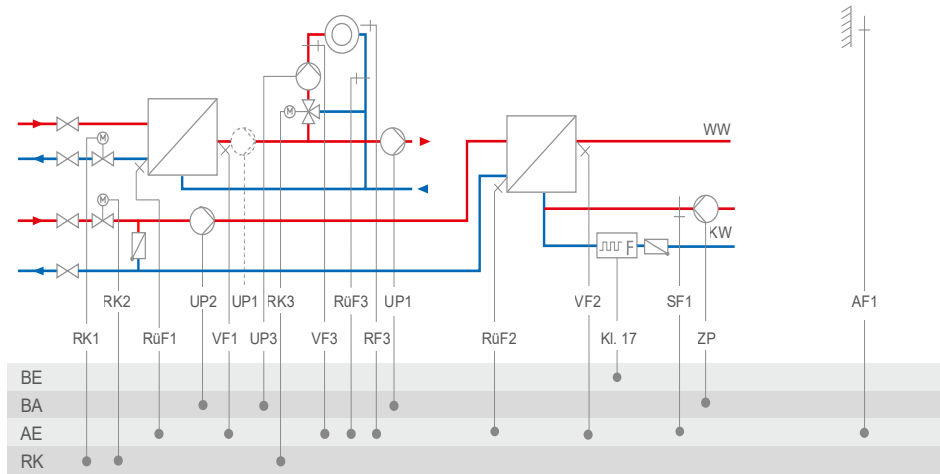 WW
M
M
M
F
KW
RK2 UP2 UP1 RK3 RüF3 UP1 VF2 SF1 AF1
RK1 RüF1 VF1 UP3 VF3 RF3 RüF2 Kl. 17 ZP
BE
BA
AE
RK